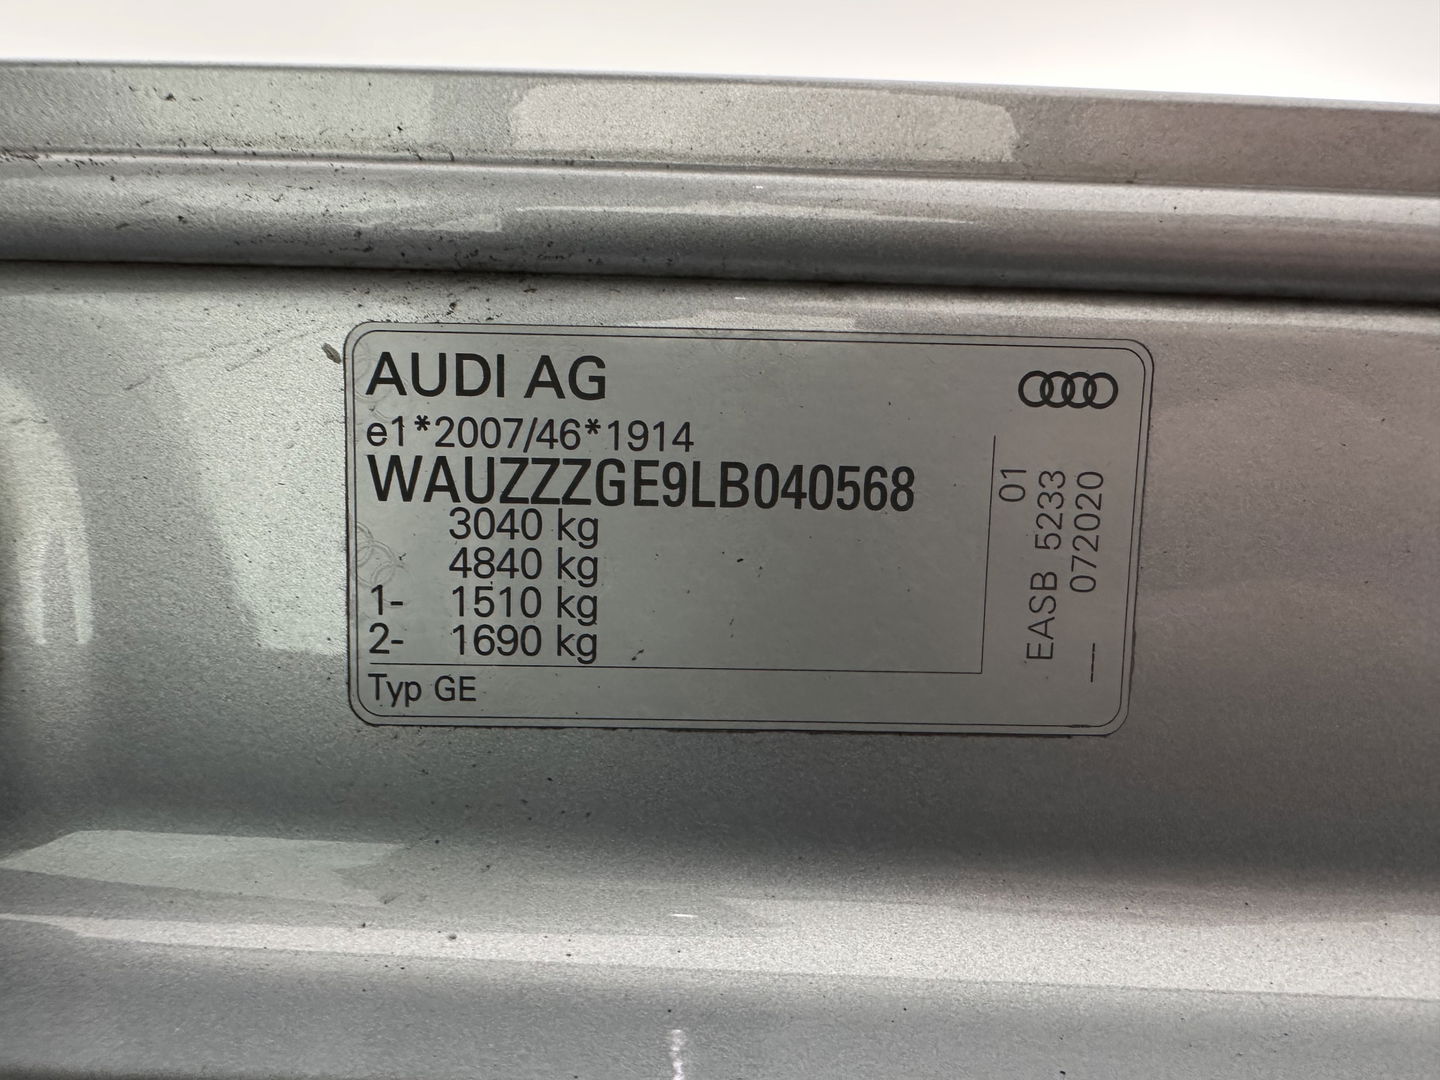 AUDI AG
e1*2007/46*1914
WAUZZZGE9LB040568
3040 kg
4840 kg
1- 1510 kg
2- 1690 kg
Typ GE
01
EASB 5233
--- 072020